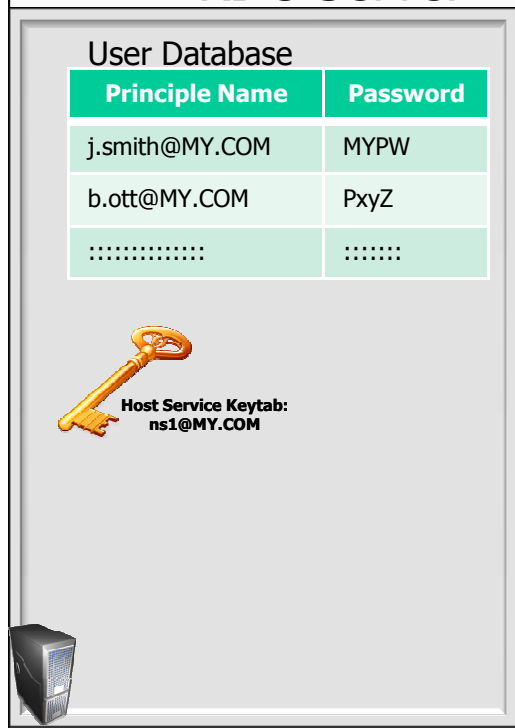 User Database
Principle Name Password
j.smith@MY.COM MYPW
b.ott@MY.COM PxyZ
:::::::::::::: :::::::
Host Service Keytab:
ns1@MY.COM